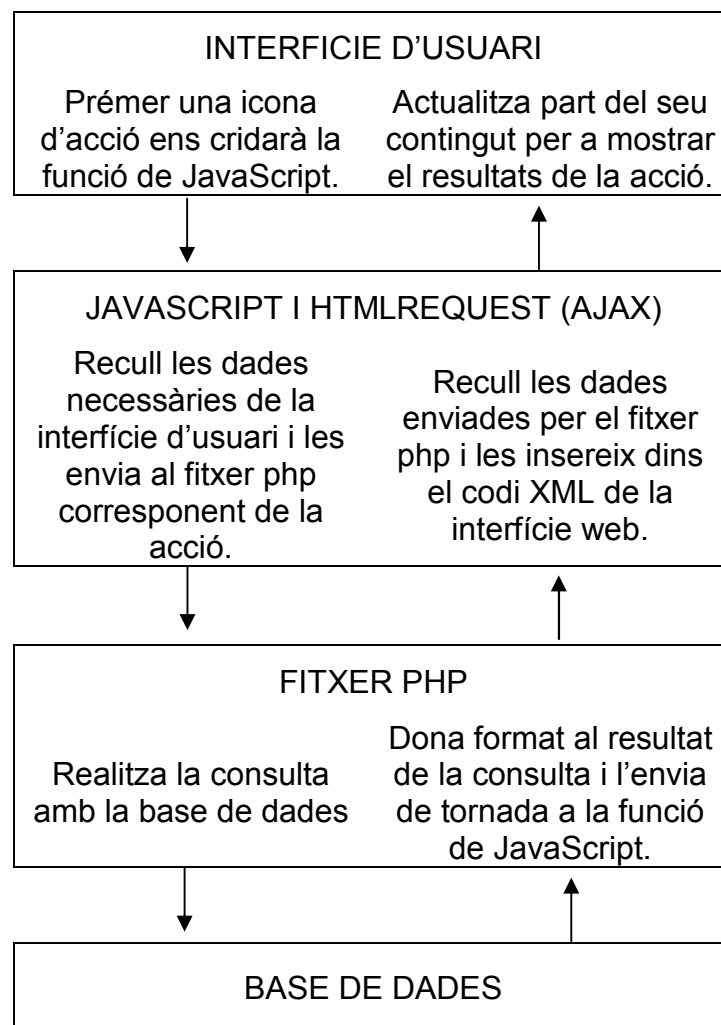 INTERFICIE D’USUARI
Prémer una icona
d’acció ens cridarà la
funció de JavaScript.
Actualitza part del seu
contingut per a mostrar
el resultats de la acció.
JAVASCRIPT I HTMLREQUEST (AJAX)
Recull les dades
necessàries de la
interfície d’usuari i les
envia al fitxer php
corresponent de la
acció.
Recull les dades
enviades per el fitxer
php i les insereix dins
el codi XML de la
interfície web.
FITXER PHP
Realitza la consulta
amb la base de dades
Dona format al resultat
de la consulta i l’envia
de tornada a la funció
de JavaScript.
BASE DE DADES